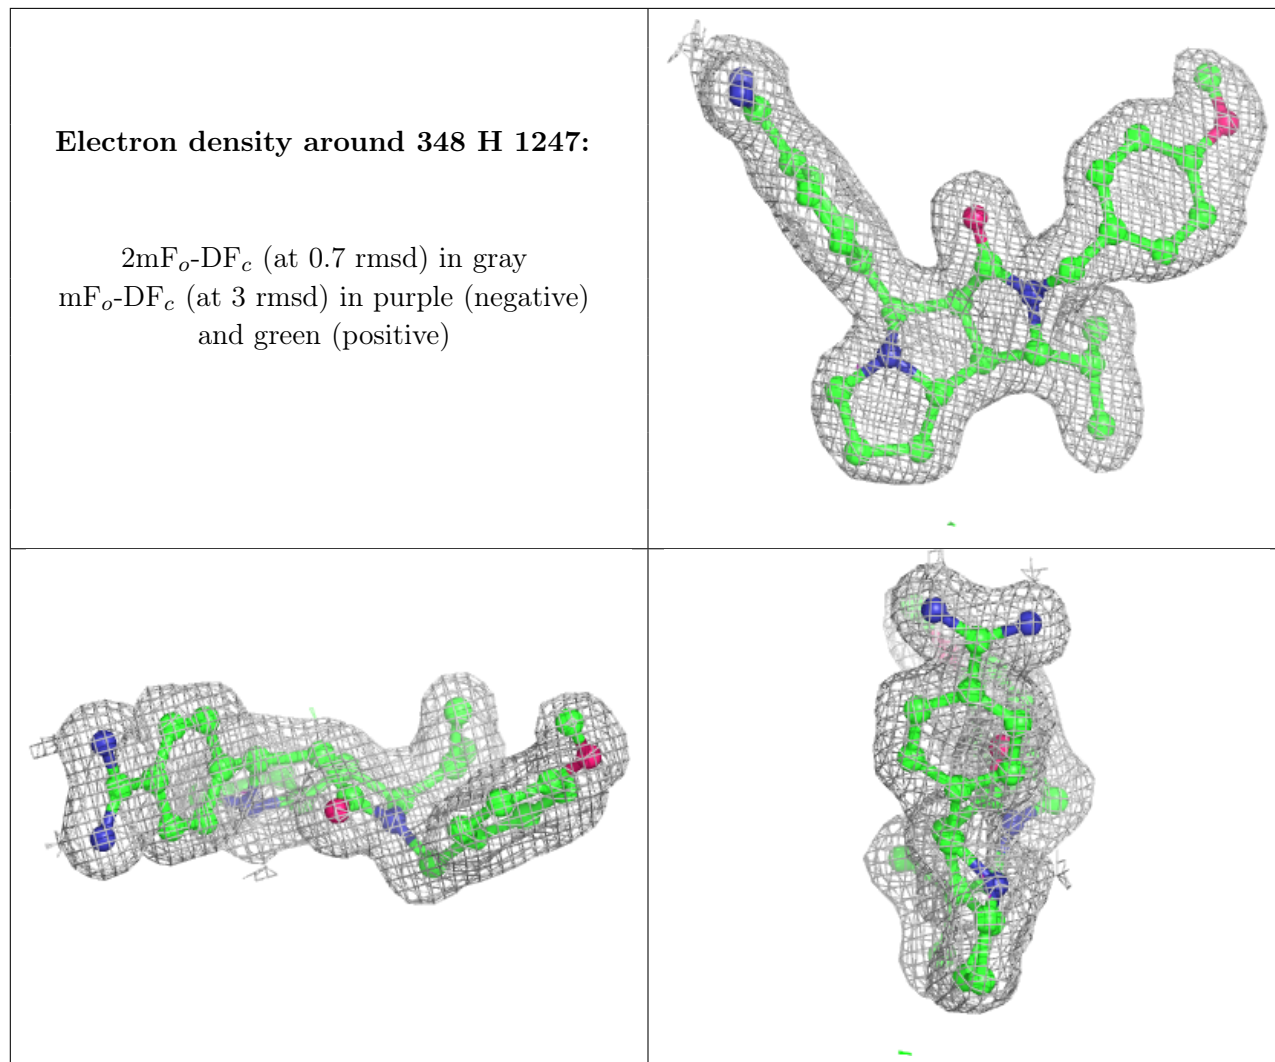 Electron density around 348 H 1247:
2mFo-DFc (at 0.7 rmsd) in gray
mFo-DFc (at 3 rmsd) in purple (negative)
and green (positive)